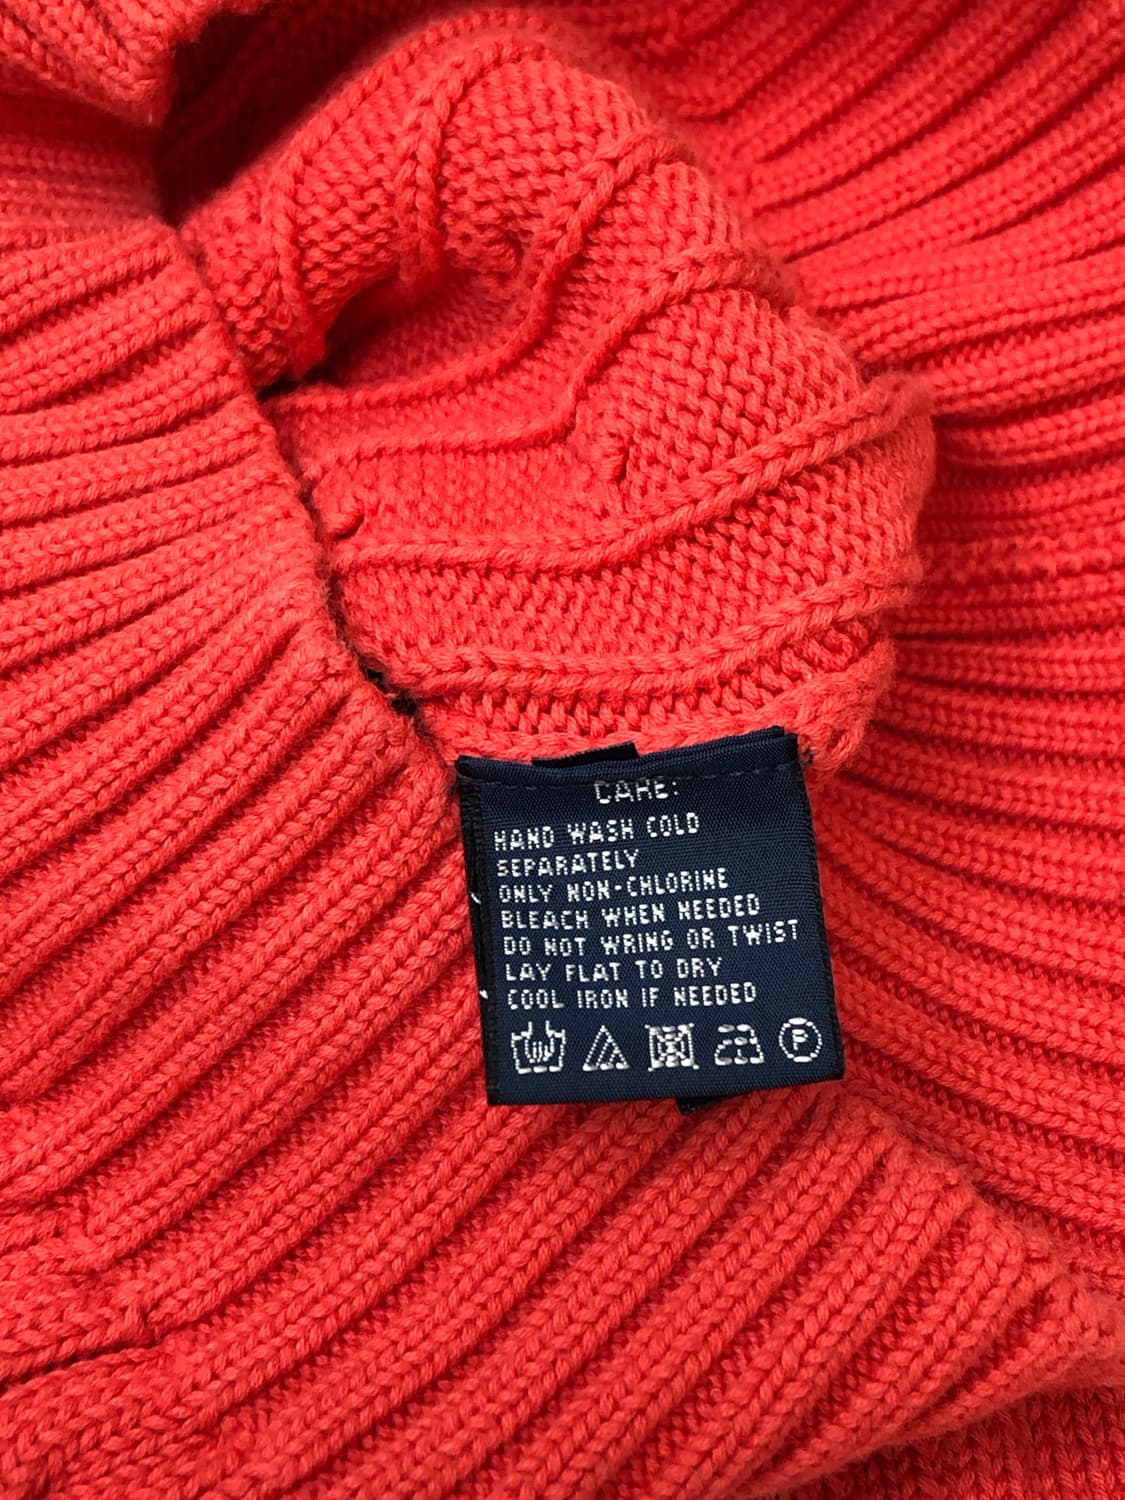 CARE:
HAND WASH COLD
SEPARATELY
ONLY NON-CHLORINE
BLEACH WHEN NEEDED
DO NOT WRING OR TWIST
LAY FLAT TO DRY
COOL IRON IF NEEDED
P